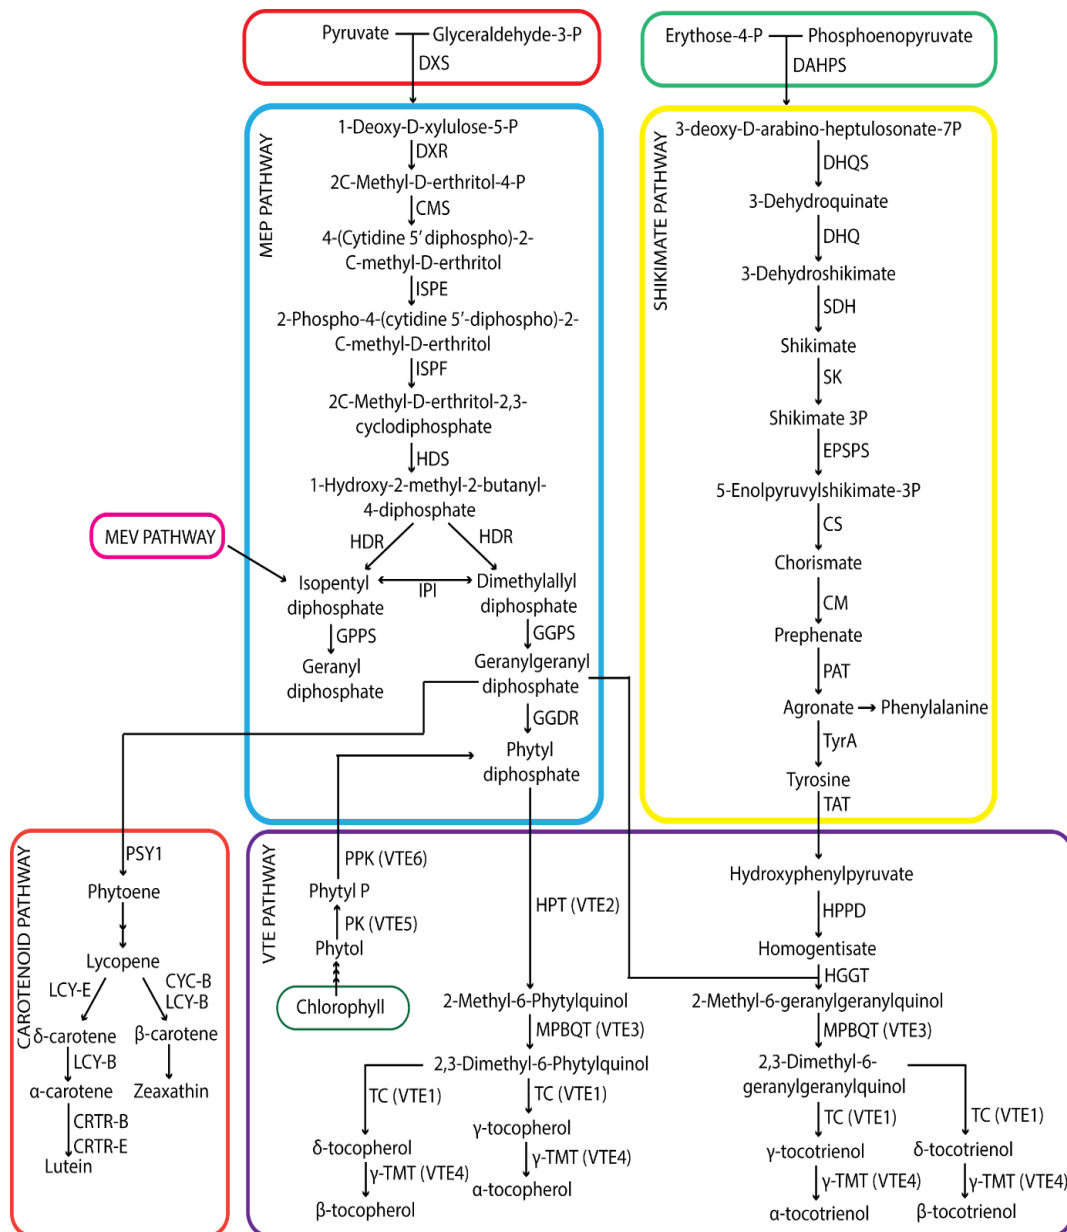 Pyruvate
Glyceraldehyde-3-P
DXS
Erythose-4-P
Phosphoenopyruvate
DAHPS
MEP PATHWAY
1-Deoxy-D-xylulose-5-P
DXR
2C-Methyl-D-erthritol-4-P
CMS
4-(Cytidine 5' diphospho)-2-
C-methyl-D-erthritol
ISPE
2-Phospho-4-(cytidine 5'-diphospho)-2-
C-methyl-D-erthritol
ISPF
2C-Methyl-D-erthritol-2,3-
cyclodiphosphate
HDS
1-Hydroxy-2-methyl-2-butanyl-
4-diphosphate
HDR
HDR
MEV PATHWAY
Isopentyl
diphosphate
IPI
Dimethylallyl
diphosphate
GPPS
GGPS
Geranyl
diphosphate
Geranylgeranyl
diphosphate
GGDR
Phytyl
diphosphate
SHIKIMATE PATHWAY
3-deoxy-D-arabino-heptulosonate-7P
DHQS
3-Dehydroquinate
DHQ
3-Dehydroshikimate
SDH
Shikimate
SK
Shikimate 3P
EPSPS
5-Enolpyruvylshikimate-3P
CS
Chorismate
CM
Prephenate
PAT
Agronate
Phenylalanine
TyrA
Tyrosine
TAT
CAROTENOID PATHWAY
PSY1
Phytoene
Lycopene
LCY-E
CYC-B
LCY-B
δ-carotene
β-carotene
LCY-B
α-carotene
Zeaxathin
CRTR-B
CRTR-E
Lutein
VTE PATHWAY
PPK (VTE6)
Phytyl P
PK (VTE5)
Phytol
Chlorophyll
HPT (VTE2)
2-Methyl-6-Phytylquinol
MPBQT (VTE3)
2,3-Dimethyl-6-Phytylquinol
TC (VTE1)
TC (VTE1)
γ-tocopherol
δ-tocopherol
γ-TMT (VTE4)
γ-TMT (VTE4)
α-tocopherol
β-tocopherol
Hydroxyphenylpyruvate
HPPD
Homogentisate
HGGT
2-Methyl-6-geranylgeranylquinol
MPBQT (VTE3)
2,3-Dimethyl-6-
geranylgeranylquinol
TC (VTE1)
TC (VTE1)
γ-tocotrienol
δ-tocotrienol
γ-TMT (VTE4)
γ-TMT (VTE4)
α-tocotrienol
β-tocotrienol